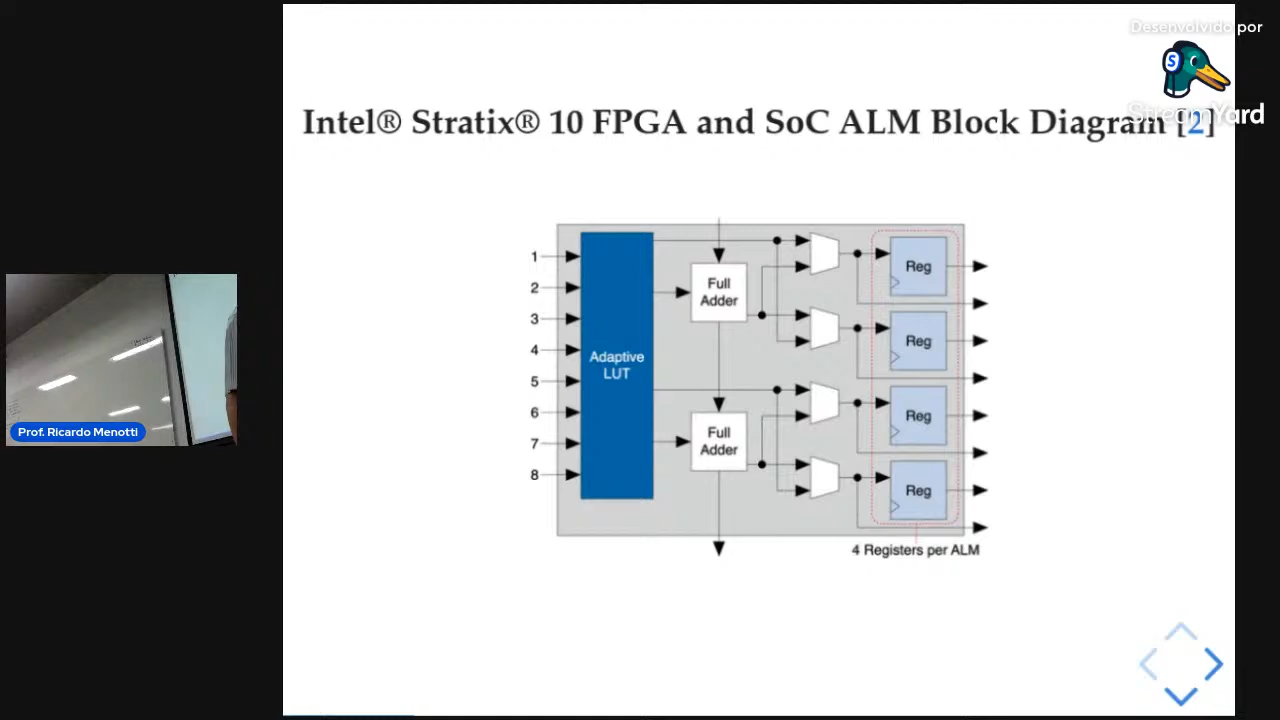 Desenvolvido por
S
StreamYard
Intel® Stratix® 10 FPGA and SoC ALM Block Diagram [2]
1
2
3
4
5
6
7
8
Adaptive
LUT
Full
Adder
Full
Adder
Reg
Reg
Reg
Reg
4 Registers per ALM
Prof. Ricardo Menotti